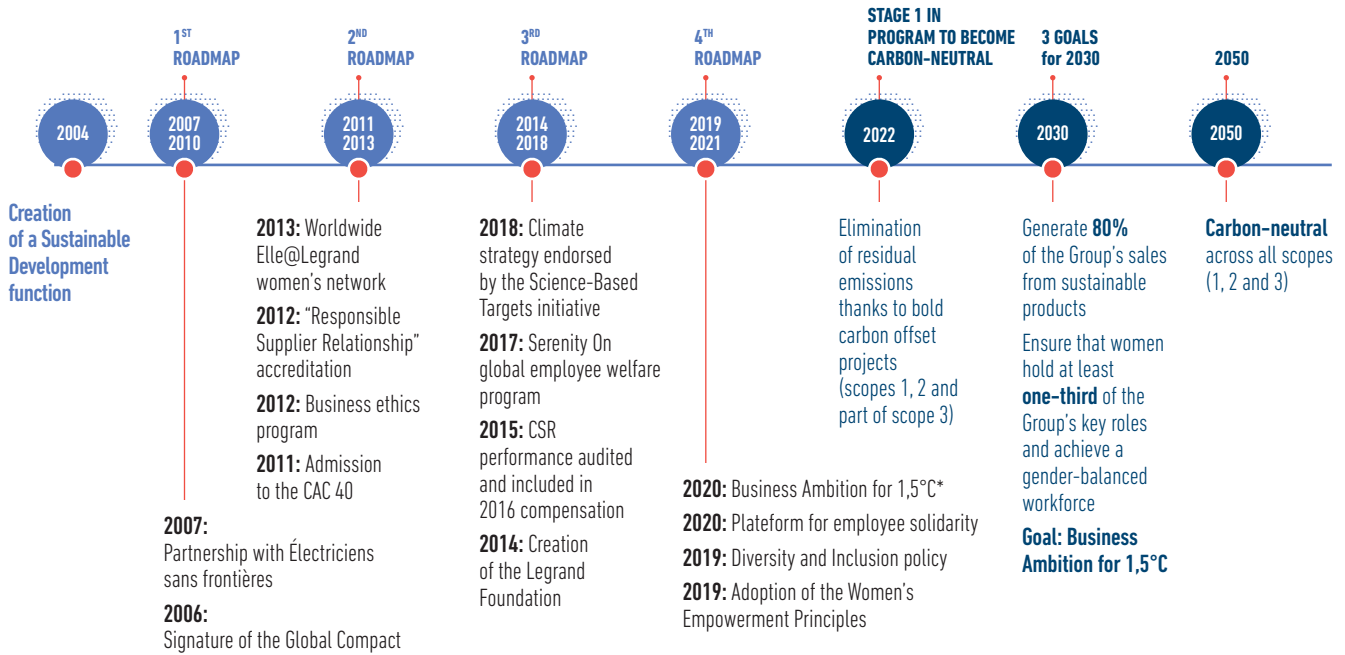 1ST
ROADMAP
2ND
ROADMAP
3RD
ROADMAP
4TH
ROADMAP
STAGE 1 IN
PROGRAM TO BECOME
CARBON-NEUTRAL
3 GOALS
for 2030
2050
2004
2007
2010
2011
2013
2014
2018
2019
2021
2022
2030
2050
Creation
of a Sustainable
Development
function
2007:
Partnership with Électriciens
sans frontières
2006:
Signature of the Global Compact
2013: Worldwide
Elle@Legrand
women's network
2012: “Responsible
Supplier Relationship”
accreditation
2012: Business ethics
program
2011: Admission
to the CAC 40
2018: Climate
strategy endorsed
by the Science-Based
Targets initiative
2017: Serenity On
global employee welfare
program
2015: CSR
performance audited
and included in
2016 compensation
2014: Creation
of the Legrand
Foundation
2020: Business Ambition for 1,5°C*
2020: Plateform for employee solidarity
2019: Diversity and Inclusion policy
2019: Adoption of the Women's
Empowerment Principles
Elimination
of residual
emissions
thanks to bold
carbon offset
projects
(scopes 1, 2 and
part of scope 3)
Generate 80%
of the Group's sales
from sustainable
products
Ensure that women
hold at least
one-third of the
Group's key roles
and achieve a
gender-balanced
workforce
Goal: Business
Ambition for 1,5°C
Carbon-neutral
across all scopes
(1, 2 and 3)